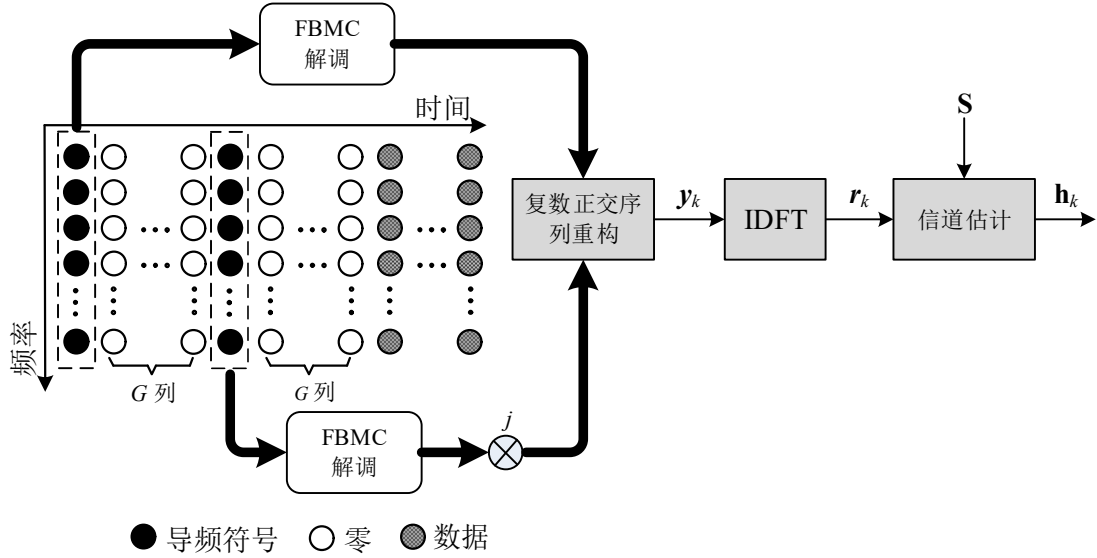 FBMC
解调
时间
S
复数正交序
列重构
y_k
IDFT
r_k
信道估计
h_k
频率
G 列
G 列
FBMC
解调
j
导频符号
零
数据